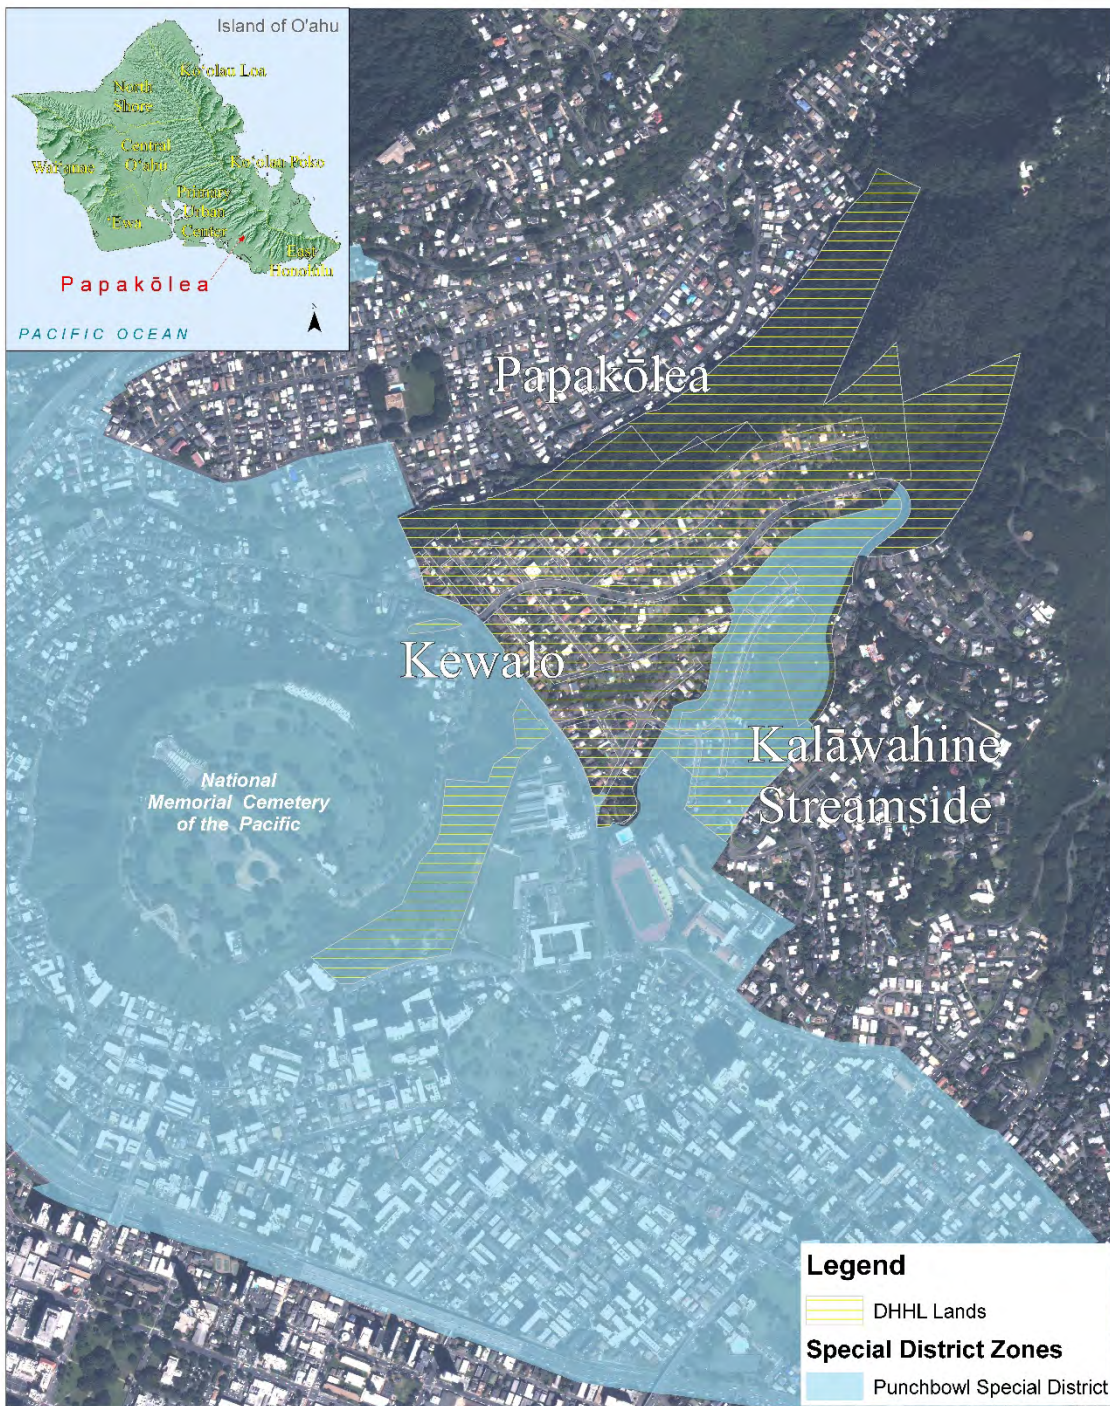 Island of O'ahu
Ko'olau Loa
North
Shore
Central
O'ahu
Wai'anae
Ko'olau Poko
Primary
Urban
Center
'Ewa
East
Honolulu
Papakōlea
PACIFIC OCEAN
N
Papakōlea
Kewalo
Kalāwahine
Streamside
National
Memorial Cemetery
of the Pacific
Legend
DHHL Lands
Special District Zones
Punchbowl Special District